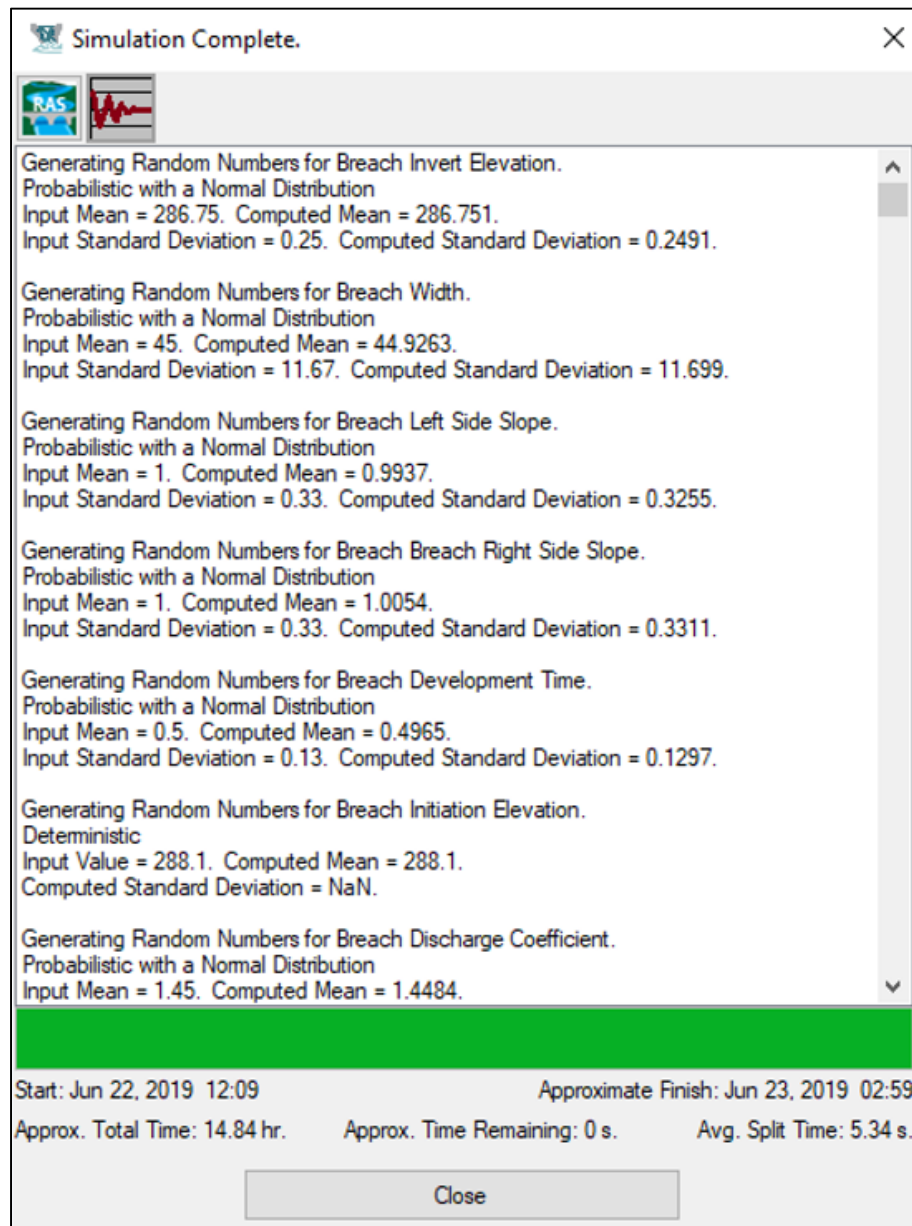 Simulation Complete.
RAS
Generating Random Numbers for Breach Invert Elevation.
Probabilistic with a Normal Distribution
Input Mean = 286.75. Computed Mean = 286.751.
Input Standard Deviation = 0.25. Computed Standard Deviation = 0.2491.
Generating Random Numbers for Breach Width.
Probabilistic with a Normal Distribution
Input Mean = 45. Computed Mean = 44.9263.
Input Standard Deviation = 11.67. Computed Standard Deviation = 11.699.
Generating Random Numbers for Breach Left Side Slope.
Probabilistic with a Normal Distribution
Input Mean = 1. Computed Mean = 0.9937.
Input Standard Deviation = 0.33. Computed Standard Deviation = 0.3255.
Generating Random Numbers for Breach Breach Right Side Slope.
Probabilistic with a Normal Distribution
Input Mean = 1. Computed Mean = 1.0054.
Input Standard Deviation = 0.33. Computed Standard Deviation = 0.3311.
Generating Random Numbers for Breach Development Time.
Probabilistic with a Normal Distribution
Input Mean = 0.5. Computed Mean = 0.4965.
Input Standard Deviation = 0.13. Computed Standard Deviation = 0.1297.
Generating Random Numbers for Breach Initiation Elevation.
Deterministic
Input Value = 288.1. Computed Mean = 288.1.
Computed Standard Deviation = NaN.
Generating Random Numbers for Breach Discharge Coefficient.
Probabilistic with a Normal Distribution
Input Mean = 1.45. Computed Mean = 1.4484.
Start: Jun 22, 2019 12:09 Approximate Finish: Jun 23, 2019 02:59
Approx. Total Time: 14.84 hr. Approx. Time Remaining: 0 s. Avg. Split Time: 5.34 s.
Close